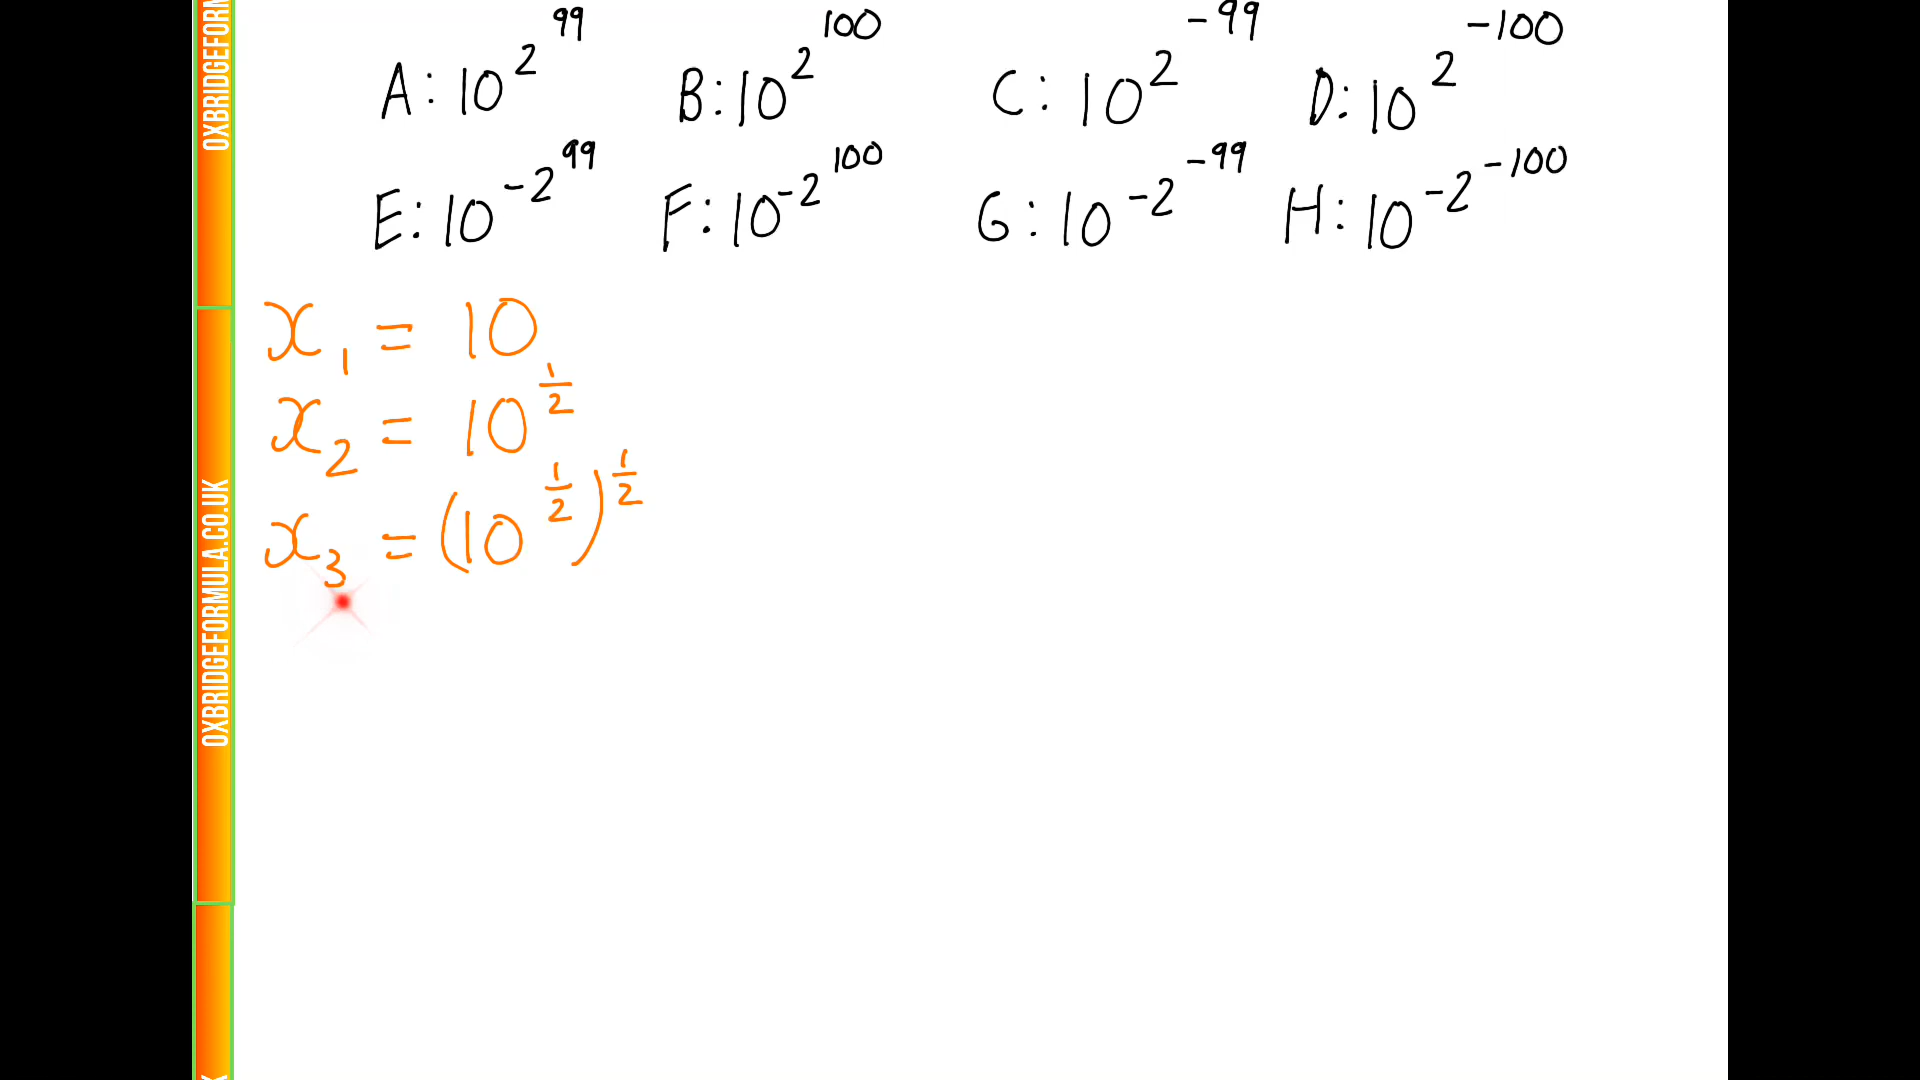 A: 10^2^99 B: 10^2^100 C: 10^2^-99 D: 10^2^-100
E: 10^-2^99 F: 10^-2^100 G: 10^-2^-99 H: 10^-2^-100
x₁ = 10
x₂ = 10^½
x₃ = (10^½)^½
OXBRIDGEFORM
OXBRIDGEFORMULA.CO.UK
K